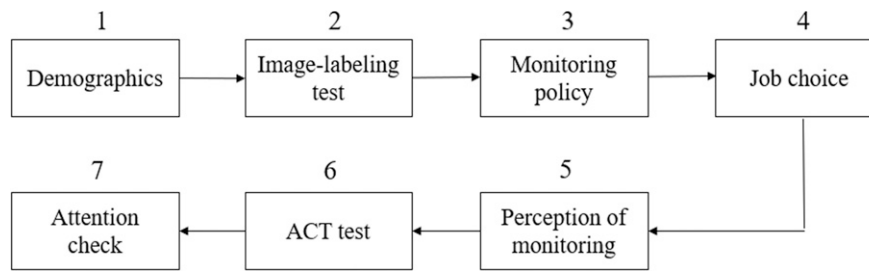 1
Demographics
2
Image-labeling
test
3
Monitoring
policy
4
Job choice
5
Perception of
monitoring
6
ACT test
7
Attention
check